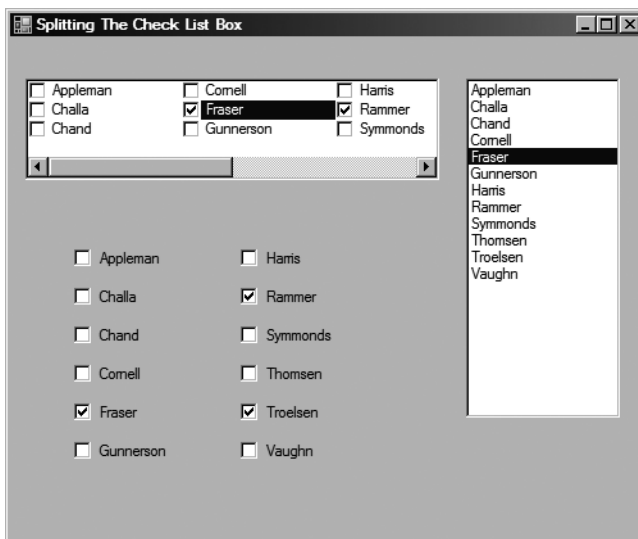 Splitting The Check List Box
Appleman Cornell Harris
Challa Fraser Rammer
Chand Gunnerson Symmonds
Appleman
Challa
Chand
Cornell
Fraser
Gunnerson
Harris
Rammer
Symmonds
Thomsen
Troelsen
Vaughn
Appleman Harris
Challa Rammer
Chand Symmonds
Cornell Thomsen
Fraser Troelsen
Gunnerson Vaughn